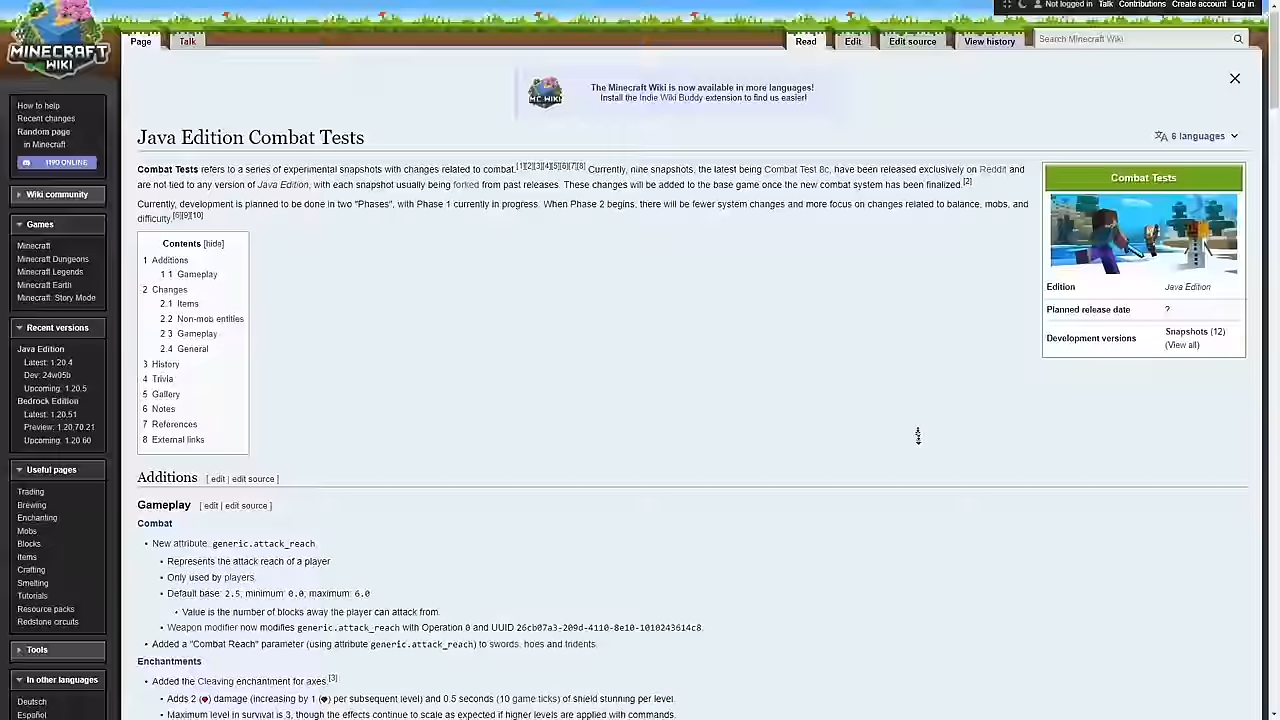 Not logged in Talk Contributions Create account Log in
MINECRAFT
WIKI
Page Talk Read Edit Edit source View history Search Minecraft Wiki
MC WIKI
The Minecraft Wiki is now available in more languages!
Install the Indie Wiki Buddy extension to find us easier!
How to help
Recent changes
Random page
in Minecraft
1190 ONLINE
Wiki community
Games
Minecraft
Minecraft Dungeons
Minecraft Legends
Minecraft Earth
Minecraft: Story Mode
Recent versions
Java Edition
Latest: 1.20.4
Dev: 24w05b
Upcoming: 1.20.5
Bedrock Edition
Latest: 1.20.51
Preview: 1.20.70.21
Upcoming: 1.20.60
Useful pages
Trading
Brewing
Enchanting
Mobs
Blocks
Items
Crafting
Smelting
Tutorials
Resource packs
Redstone circuits
Tools
In other languages
Deutsch
Español
Java Edition Combat Tests
6 languages
Combat Tests refers to a series of experimental snapshots with changes related to combat.[1][2][3][4][5][6][7][8] Currently, nine snapshots, the latest being Combat Test 8c, have been released exclusively on Reddit and
are not tied to any version of Java Edition, with each snapshot usually being forked from past releases. These changes will be added to the base game once the new combat system has been finalized.[2]
Currently, development is planned to be done in two "Phases", with Phase 1 currently in progress. When Phase 2 begins, there will be fewer system changes and more focus on changes related to balance, mobs, and
difficulty.[6][9][10]
Combat Tests
Edition Java Edition
Planned release date ?
Development versions Snapshots (12)
(View all)
Contents [hide]
1 Additions
1.1 Gameplay
2 Changes
2.1 Items
2.2 Non-mob entities
2.3 Gameplay
2.4 General
3 History
4 Trivia
5 Gallery
6 Notes
7 References
8 External links
Additions [ edit | edit source ]
Gameplay [ edit | edit source ]
Combat
• New attribute: generic.attack_reach
• Represents the attack reach of a player
• Only used by players.
• Default base: 2.5, minimum: 0.0, maximum: 6.0
• Value is the number of blocks away the player can attack from.
• Weapon modifier now modifies generic.attack_reach with Operation 0 and UUID 26cb07a3-209d-4110-8e10-1010243614c8.
• Added a "Combat Reach" parameter (using attribute generic.attack_reach) to swords, hoes and tridents.
Enchantments
• Added the Cleaving enchantment for axes.[3]
• Adds 2 (♥) damage (increasing by 1 (♥) per subsequent level) and 0.5 seconds (10 game ticks) of shield stunning per level.
• Maximum level in survival is 3, though the effects continue to scale as expected if higher levels are applied with commands.